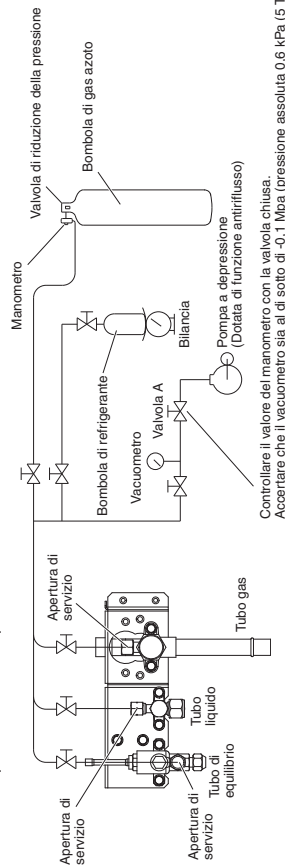 Valvola di riduzione della pressione
Manometro
Bombola di gas azoto
Bombola di refrigerante
Bilancia
Vacuometro
Valvola A
Pompa a depressione
(Dotata di funzione antiriflusso)
Controllare il valore del manometro con la valvola chiusa.
Accertare che il vacuometro sia al di sotto di -0.1 Mpa (pressione assoluta 0.6 kPa (5
Apertura di
servizio
Apertura di
servizio
Apertura di
servizio
Tubo di
equilibrio
Tubo
liquido
Tubo gas